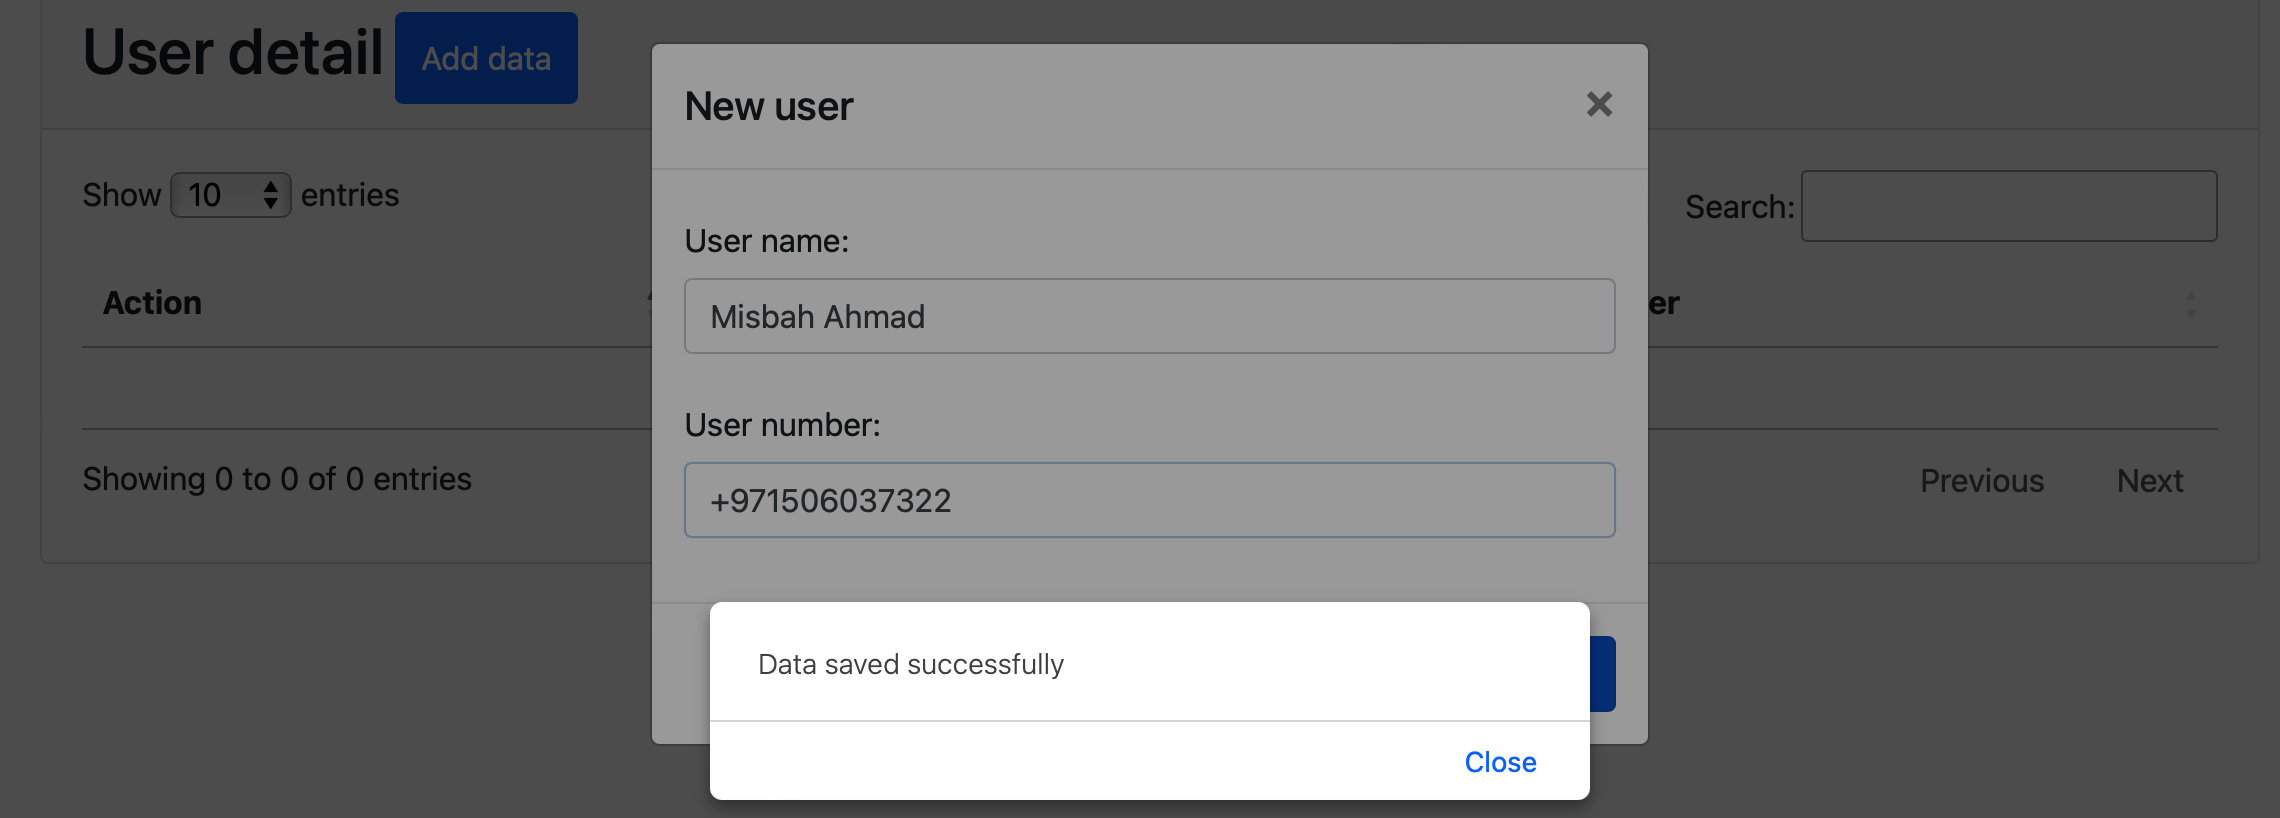 User detail Add data
New user ×
Show 10 entries
Search:
User name:
Misbah Ahmad
Action
er
User number:
+971506037322
Showing 0 to 0 of 0 entries
Previous Next
Data saved successfully
Close